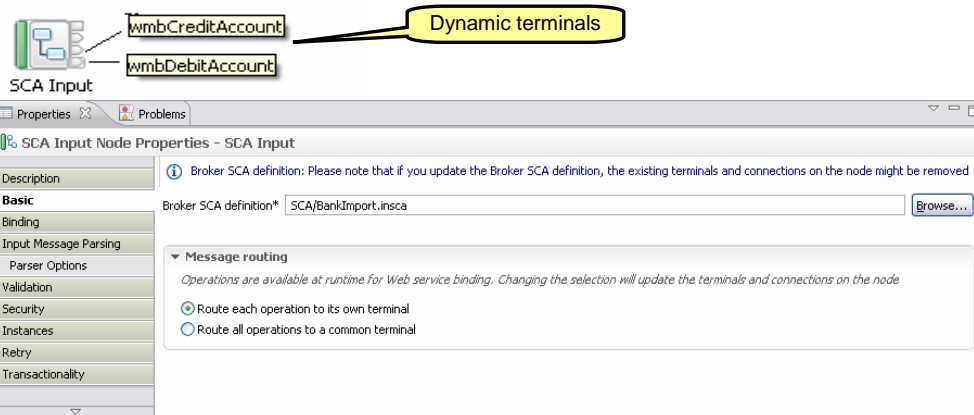 wmbCreditAccount
Dynamic terminals
wmbDebitAccount
SCA Input
Properties
Problems
SCA Input Node Properties - SCA Input
Description
Basic
Binding
Input Message Parsing
Parser Options
Validation
Security
Instances
Retry
Transactionality
Broker SCA definition: Please note that if you update the Broker SCA definition, the existing terminals and connections on the node might be removed
Broker SCA definition* SCA/BankImport.insca Browse...
Message routing
Operations are available at runtime for Web service binding. Changing the selection will update the terminals and connections on the node
Route each operation to its own terminal
Route all operations to a common terminal